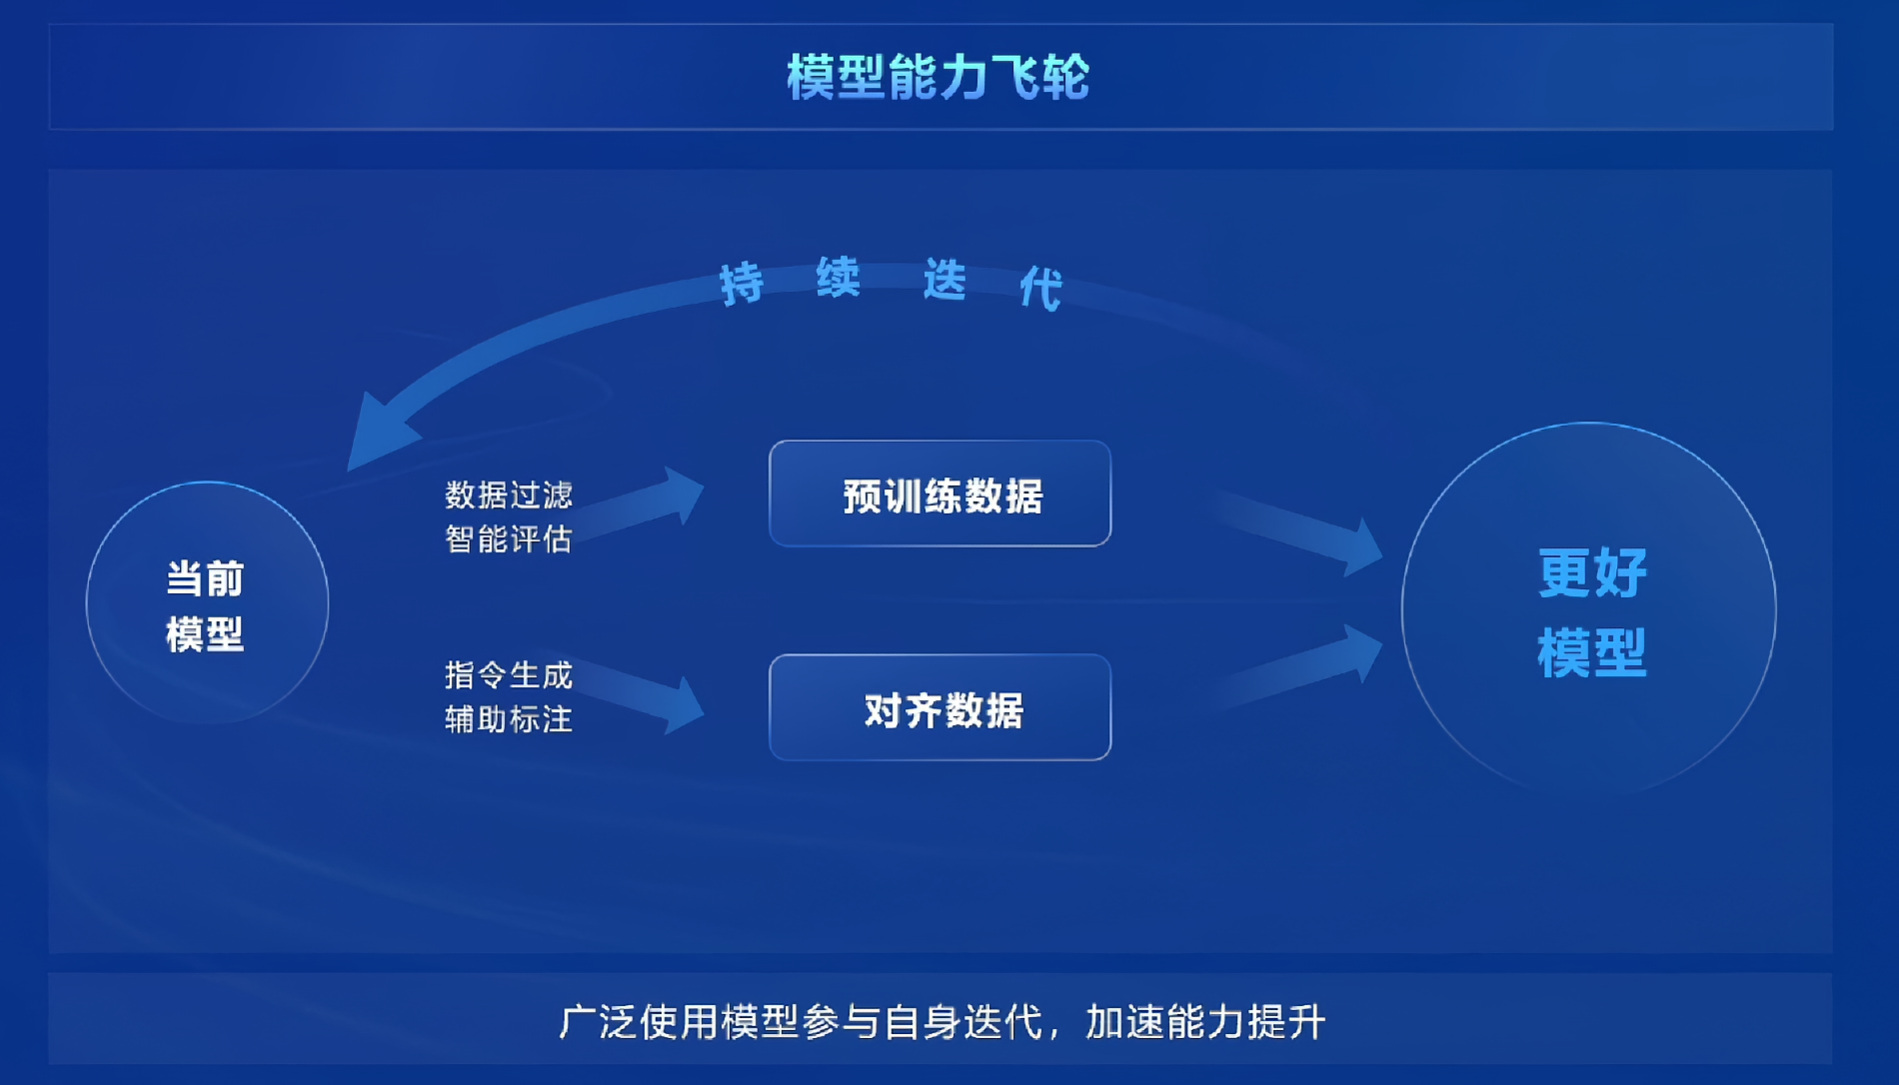 模型能力飞轮
持续迭代
当前
模型
数据过滤
智能评估
预训练数据
指令生成
辅助标注
对齐数据
更好
模型
广泛使用模型参与自身迭代，加速能力提升